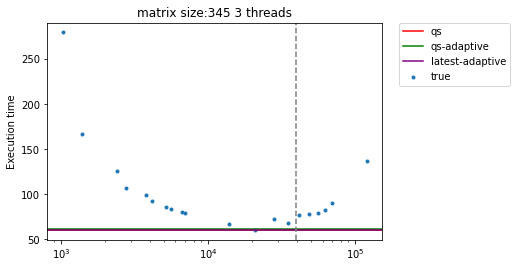 matrix size:345 3 threads
Execution time
250
200
150
100
50
10³
10⁴
10⁵
qs
qs-adaptive
latest-adaptive
true